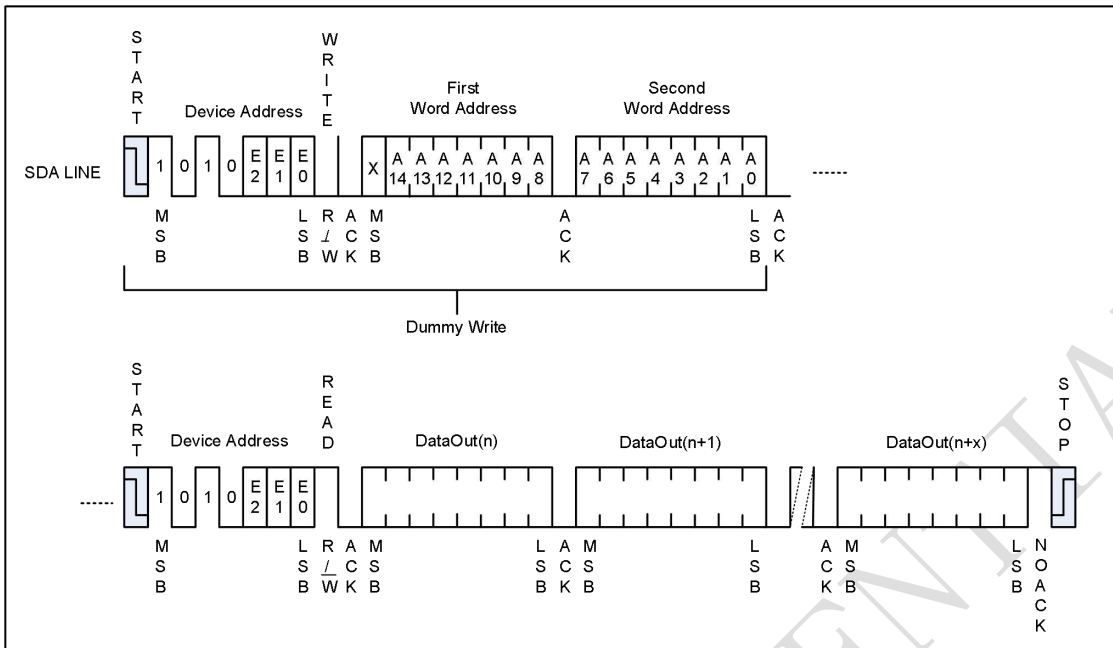 START
WRITE
Device Address
First
Word Address
Second
Word Address
SDA LINE
1 0 1 0 E2 E1 E0
X A14 A13 A12 A11 A10 A9 A8
A7 A6 A5 A4 A3 A2 A1 A0
......
MSB
LSB
R/W
ACK
MSB
ACK
LSB
ACK
Dummy Write
START
READ
STOP
Device Address
DataOut(n)
DataOut(n+1)
DataOut(n+x)
......
1 0 1 0 E2 E1 E0
MSB
LSB
R/W
ACK
MSB
LSB
ACK
MSB
LSB
ACK
MSB
LSB
NOACK